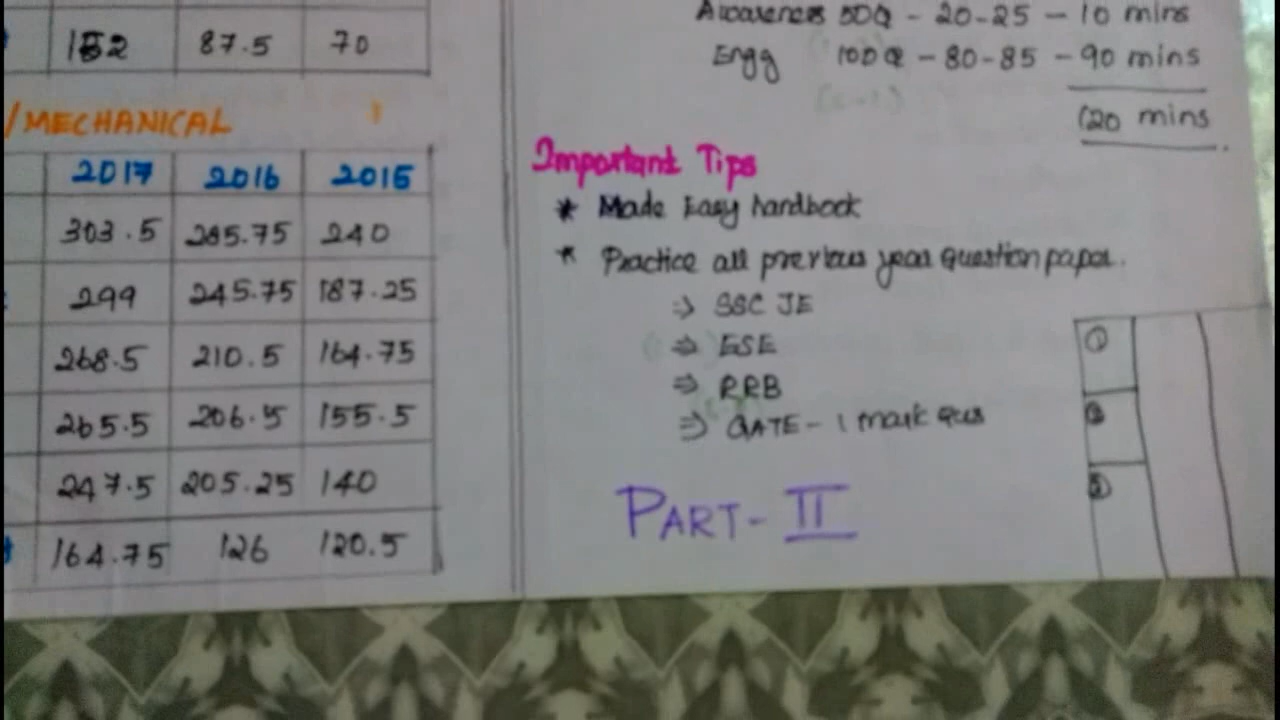 152 87.5 70
/MECHANICAL
2017 2016 2015
303.5 265.75 240
299 245.75 187.25
268.5 210.5 164.75
265.5 206.5 155.5
247.5 205.25 140
164.75 126 120.5
Awareness 50Q - 20-25 - 10 mins
Engg 100Q - 80-85 - 90 mins
120 mins
Important Tips
* Made Easy handbook
* Practice all previous year question paper.
⇒ SSC JE
⇒ ESE
⇒ RRB
⇒ GATE - 1 mark qus
PART- II
①
②
③